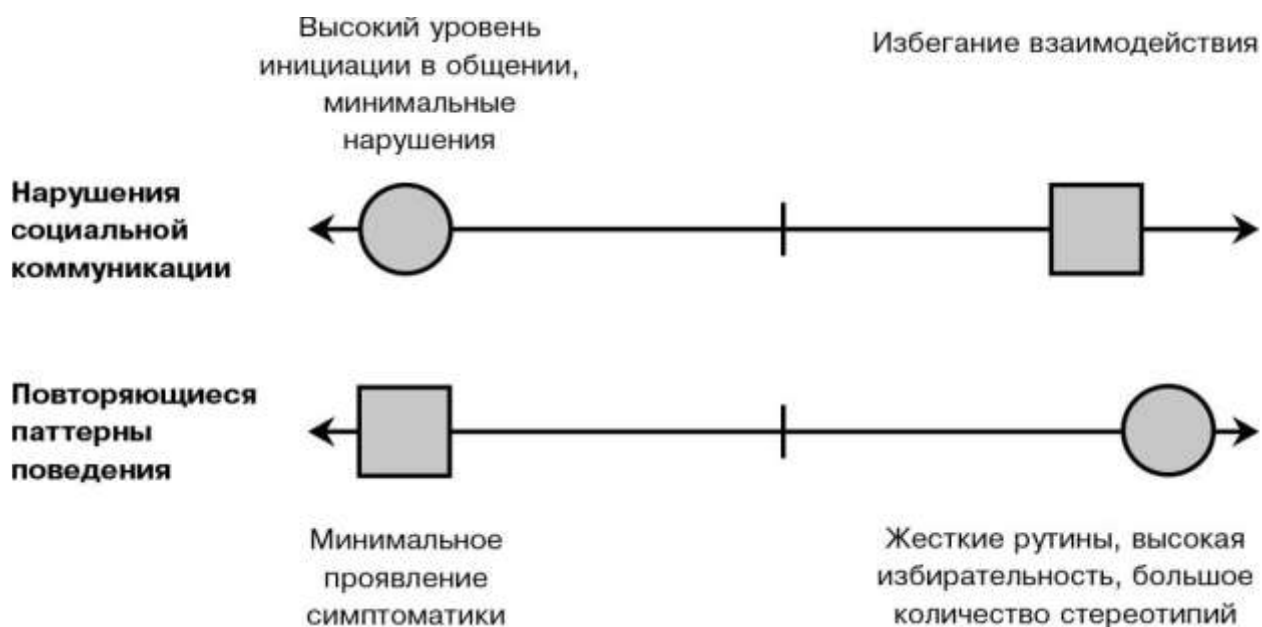 Высокий уровень
инициации в общении,
минимальные
нарушения
Избегание взаимодействия
Нарушения
социальной
коммуникации
Повторяющиеся
паттерны
поведения
Минимальное
проявление
симптоматики
Жесткие рутины, высокая
избирательность, большое
количество стереотипий